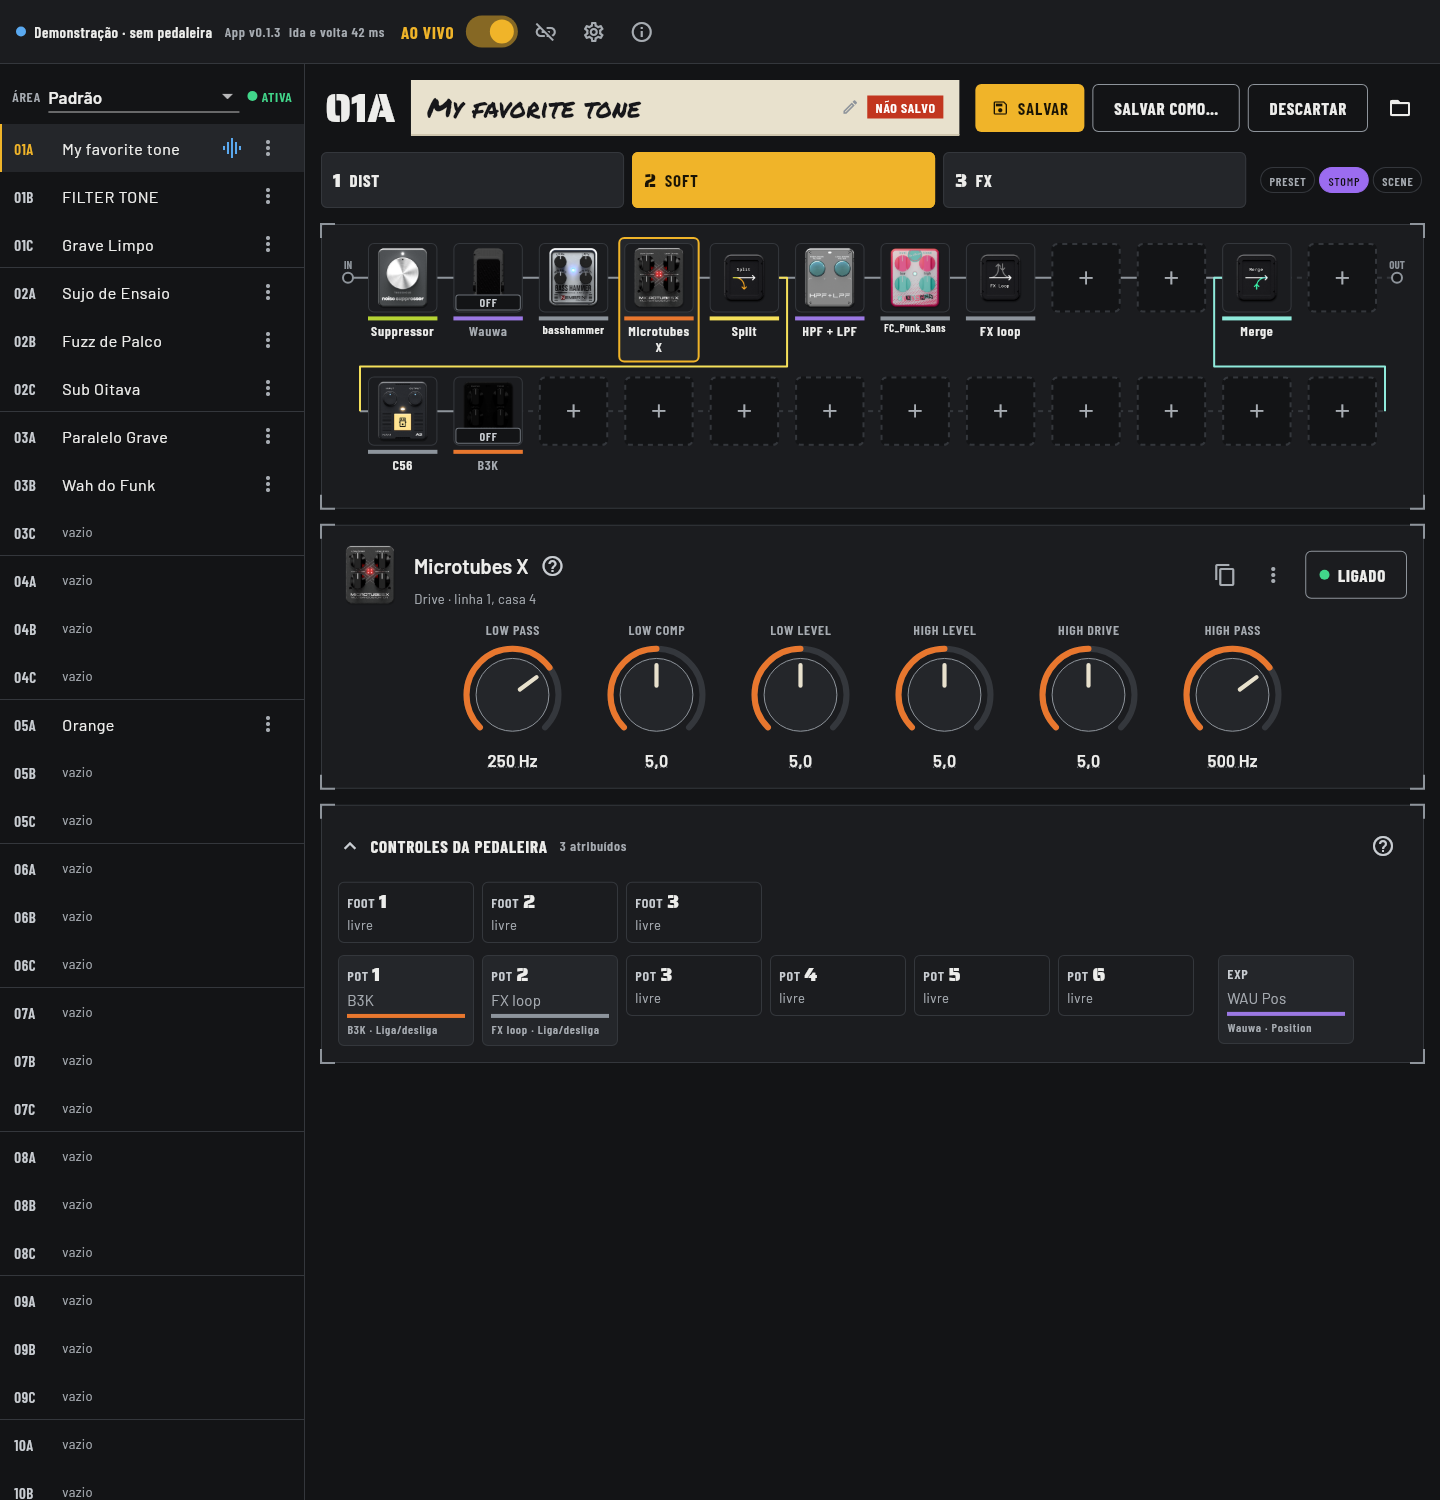 Demonstração · sem pedaleira App v0.1.3 Ida e volta 42 ms AO VIVO
ÁREA Padrão ATIVA
01A My favorite tone
01B FILTER TONE
01C Grave Limpo
02A Sujo de Ensaio
02B Fuzz de Palco
02C Sub Oitava
03A Paralelo Grave
03B Wah do Funk
03C vazio
04A vazio
04B vazio
04C vazio
05A Orange
05B vazio
05C vazio
06A vazio
06B vazio
06C vazio
07A vazio
07B vazio
07C vazio
08A vazio
08B vazio
08C vazio
09A vazio
09B vazio
09C vazio
10A vazio
10B vazio
01A My favorite tone NÃO SALVO SALVAR SALVAR COMO... DESCARTAR
1 DIST 2 SOFT 3 FX PRESET STOMP SCENE
IN OUT
OFF
Suppressor Wauwa basshammer Microtubes X Split HPF + LPF FC_Punk_Sans FX loop Merge
OFF
C56 B3K
Microtubes X
Drive · linha 1, casa 4
LIGADO
LOW PASS LOW COMP LOW LEVEL HIGH LEVEL HIGH DRIVE HIGH PASS
250 Hz 5,0 5,0 5,0 5,0 500 Hz
CONTROLES DA PEDALEIRA 3 atribuídos
FOOT 1 FOOT 2 FOOT 3
livre livre livre
POT 1 POT 2 POT 3 POT 4 POT 5 POT 6 EXP
B3K FX loop livre livre livre livre WAU Pos
B3K · Liga/desliga FX loop · Liga/desliga Wauwa · Position